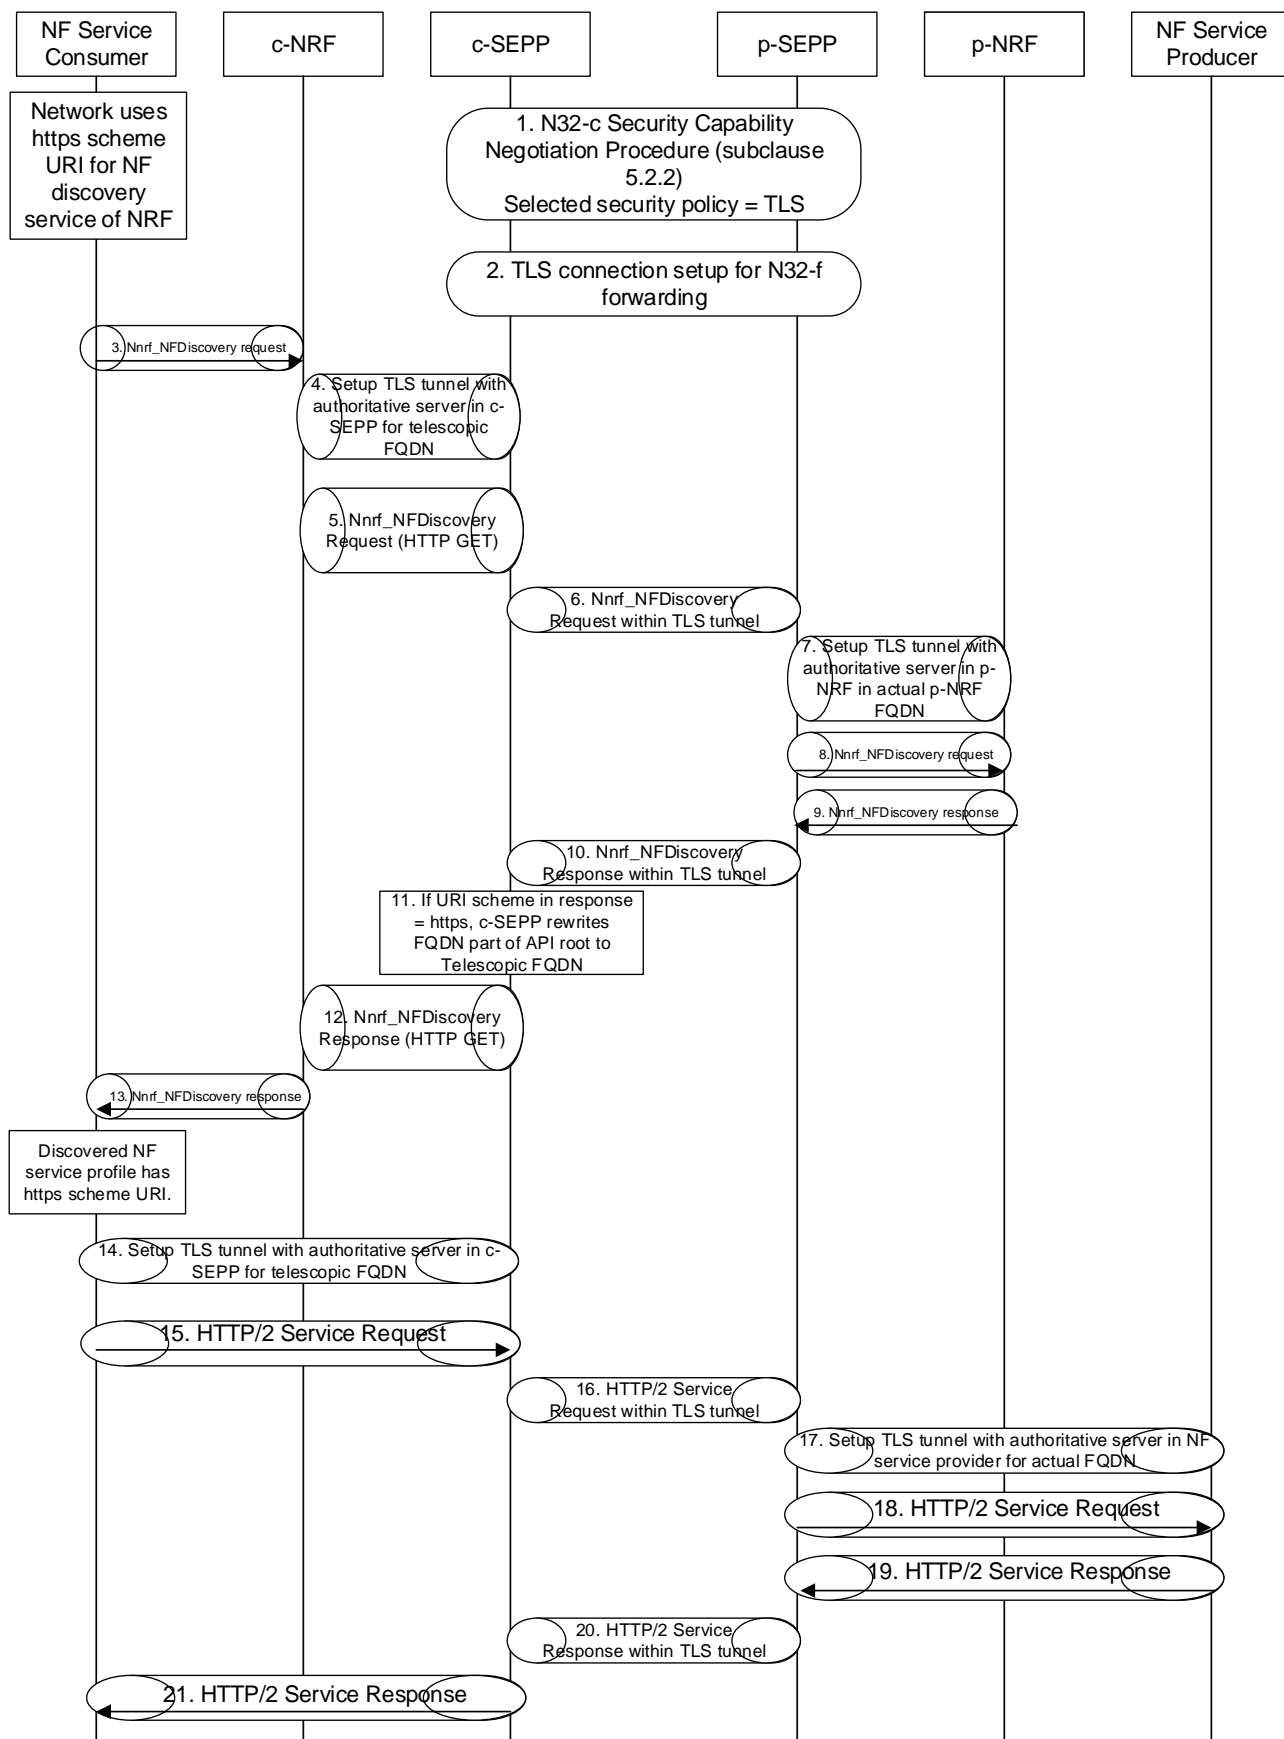 NF Service
Consumer
c-NRF
c-SEPP
p-SEPP
p-NRF
NF Service
Producer
Network uses
https scheme
URI for NF
discovery
service of NRF
1. N32-c Security Capability
Negotiation Procedure (subclause
5.2.2)
Selected security policy = TLS
2. TLS connection setup for N32-f
forwarding
3. Nnrf_NFDiscovery request
4. Setup TLS tunnel with
authoritative server in c-
SEPP for telescopic
FQDN
5. Nnrf_NFDiscovery
Request (HTTP GET)
6. Nnrf_NFDiscovery
Request within TLS tunnel
7. Setup TLS tunnel with
authoritative server in p-
NRF in actual p-NRF
FQDN
8. Nnrf_NFDiscovery request
9. Nnrf_NFDiscovery response
10. Nnrf_NFDiscovery
Response within TLS tunnel
11. If URI scheme in response
= https, c-SEPP rewrites
FQDN part of API root to
Telescopic FQDN
12. Nnrf_NFDiscovery
Response (HTTP GET)
13. Nnrf_NFDiscovery response
Discovered NF
service profile has
https scheme URI.
14. Setup TLS tunnel with authoritative server in c-
SEPP for telescopic FQDN
15. HTTP/2 Service Request
16. HTTP/2 Service
Request within TLS tunnel
17. Setup TLS tunnel with authoritative server in NF
service provider for actual FQDN
18. HTTP/2 Service Request
19. HTTP/2 Service Response
20. HTTP/2 Service
Response within TLS tunnel
21. HTTP/2 Service Response